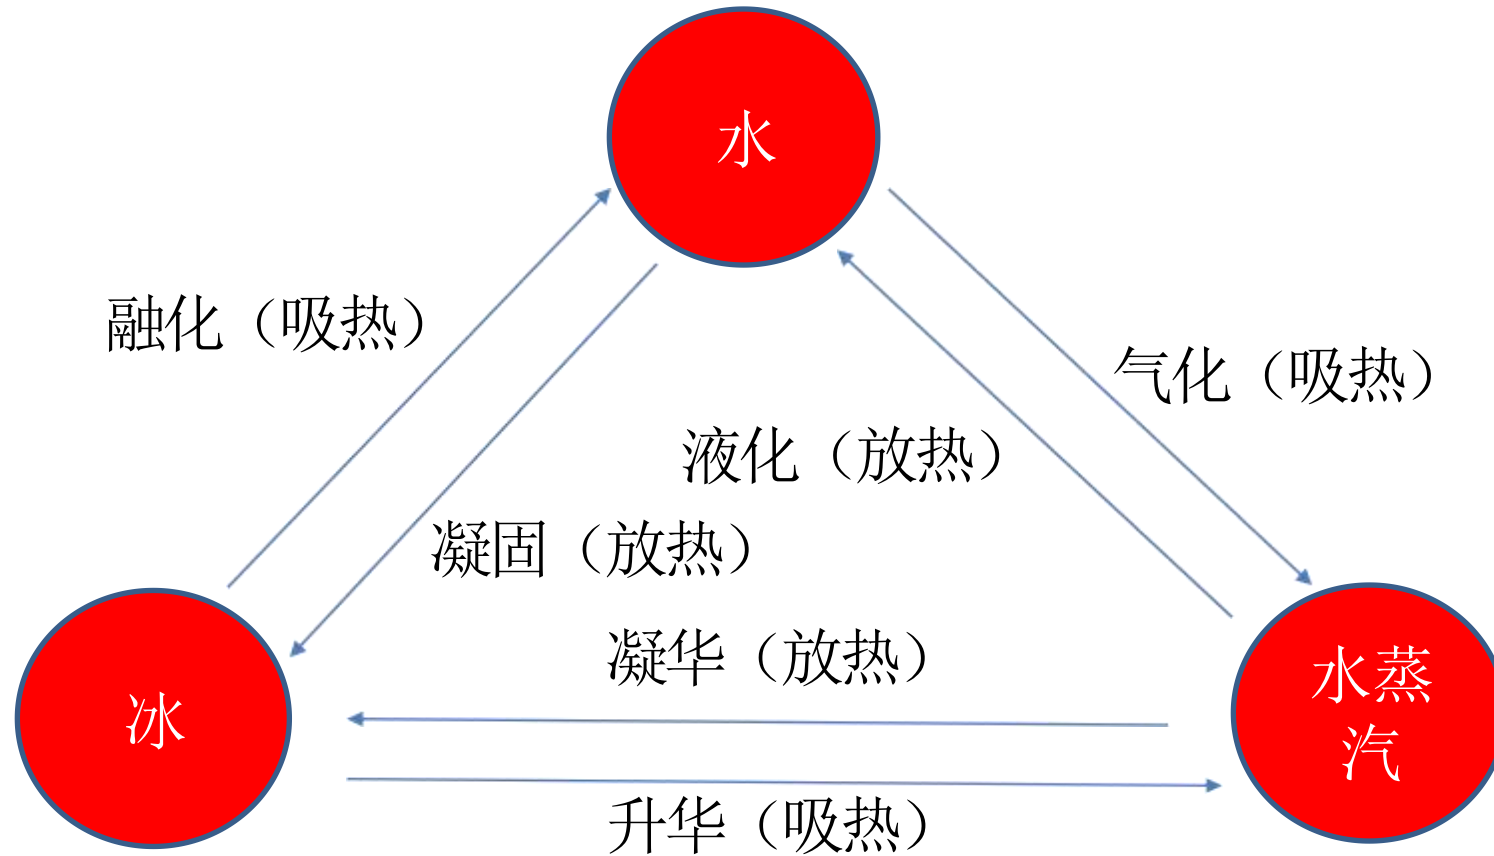 水
融化（吸热）
气化（吸热）
液化（放热）
凝固（放热）
凝华（放热）
冰
水蒸
汽
升华（吸热）